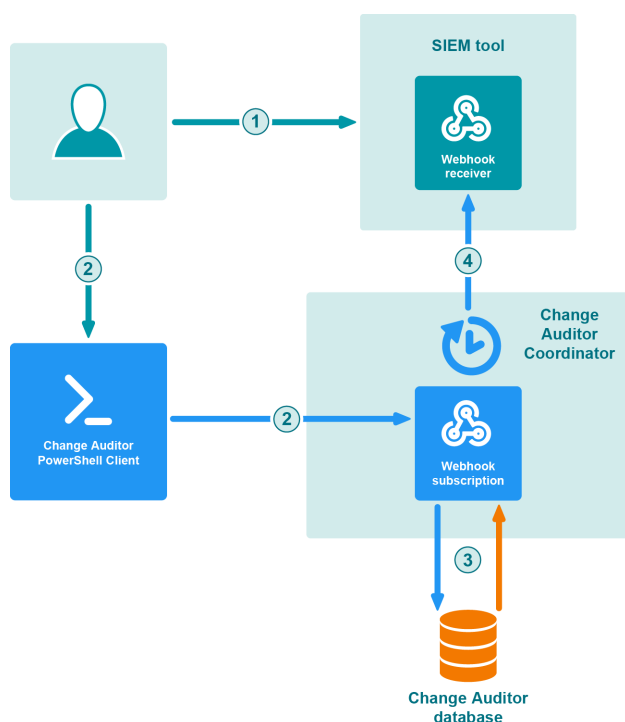 SIEM tool
1
Webhook
receiver
2
4
Change
Auditor
Coordinator
Change Auditor
PowerShell Client
2
Webhook
subscription
3
Change Auditor
database